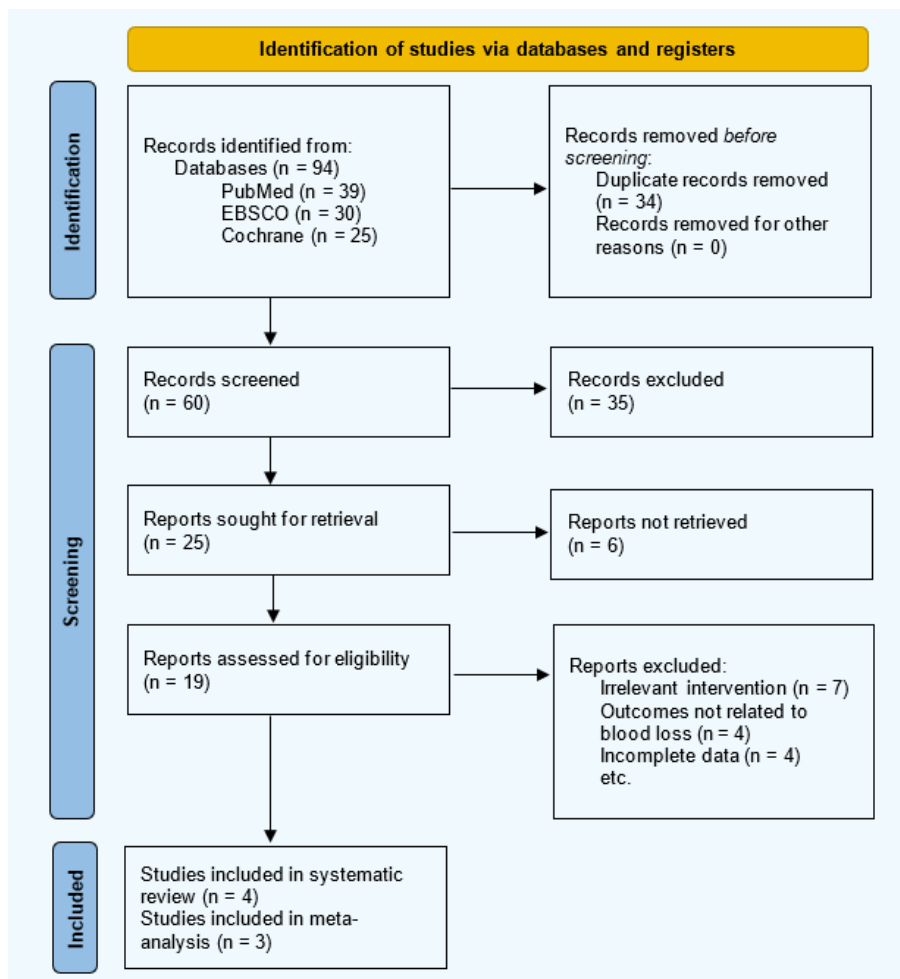 Identification of studies via databases and registers
Identification
Records identified from:
Databases (n = 94)
PubMed (n = 39)
EBSCO (n = 30)
Cochrane (n = 25)
Records removed before
screening:
Duplicate records removed
(n = 34)
Records removed for other
reasons (n = 0)
Screening
Records screened
(n = 60)
Records excluded
(n = 35)
Reports sought for retrieval
(n = 25)
Reports not retrieved
(n = 6)
Reports assessed for eligibility
(n = 19)
Reports excluded:
Irrelevant intervention (n = 7)
Outcomes not related to
blood loss (n = 4)
Incomplete data (n = 4)
etc.
Included
Studies included in systematic
review (n = 4)
Studies included in meta-
analysis (n = 3)